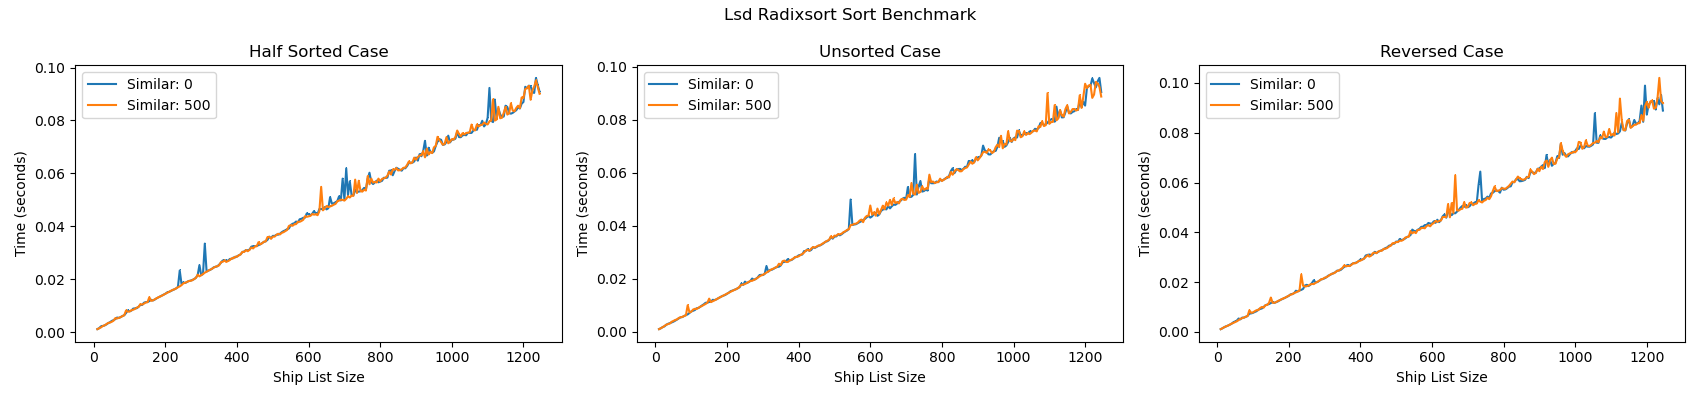 Lsd Radixsort Sort Benchmark
Half Sorted Case
Similar: 0
Similar: 500
0.10
0.08
0.06
0.04
0.02
0.00
Time (seconds)
0 200 400 600 800 1000 1200
Ship List Size
Unsorted Case
Similar: 0
Similar: 500
0.10
0.08
0.06
0.04
0.02
0.00
Time (seconds)
0 200 400 600 800 1000 1200
Ship List Size
Reversed Case
Similar: 0
Similar: 500
0.10
0.08
0.06
0.04
0.02
0.00
Time (seconds)
0 200 400 600 800 1000 1200
Ship List Size